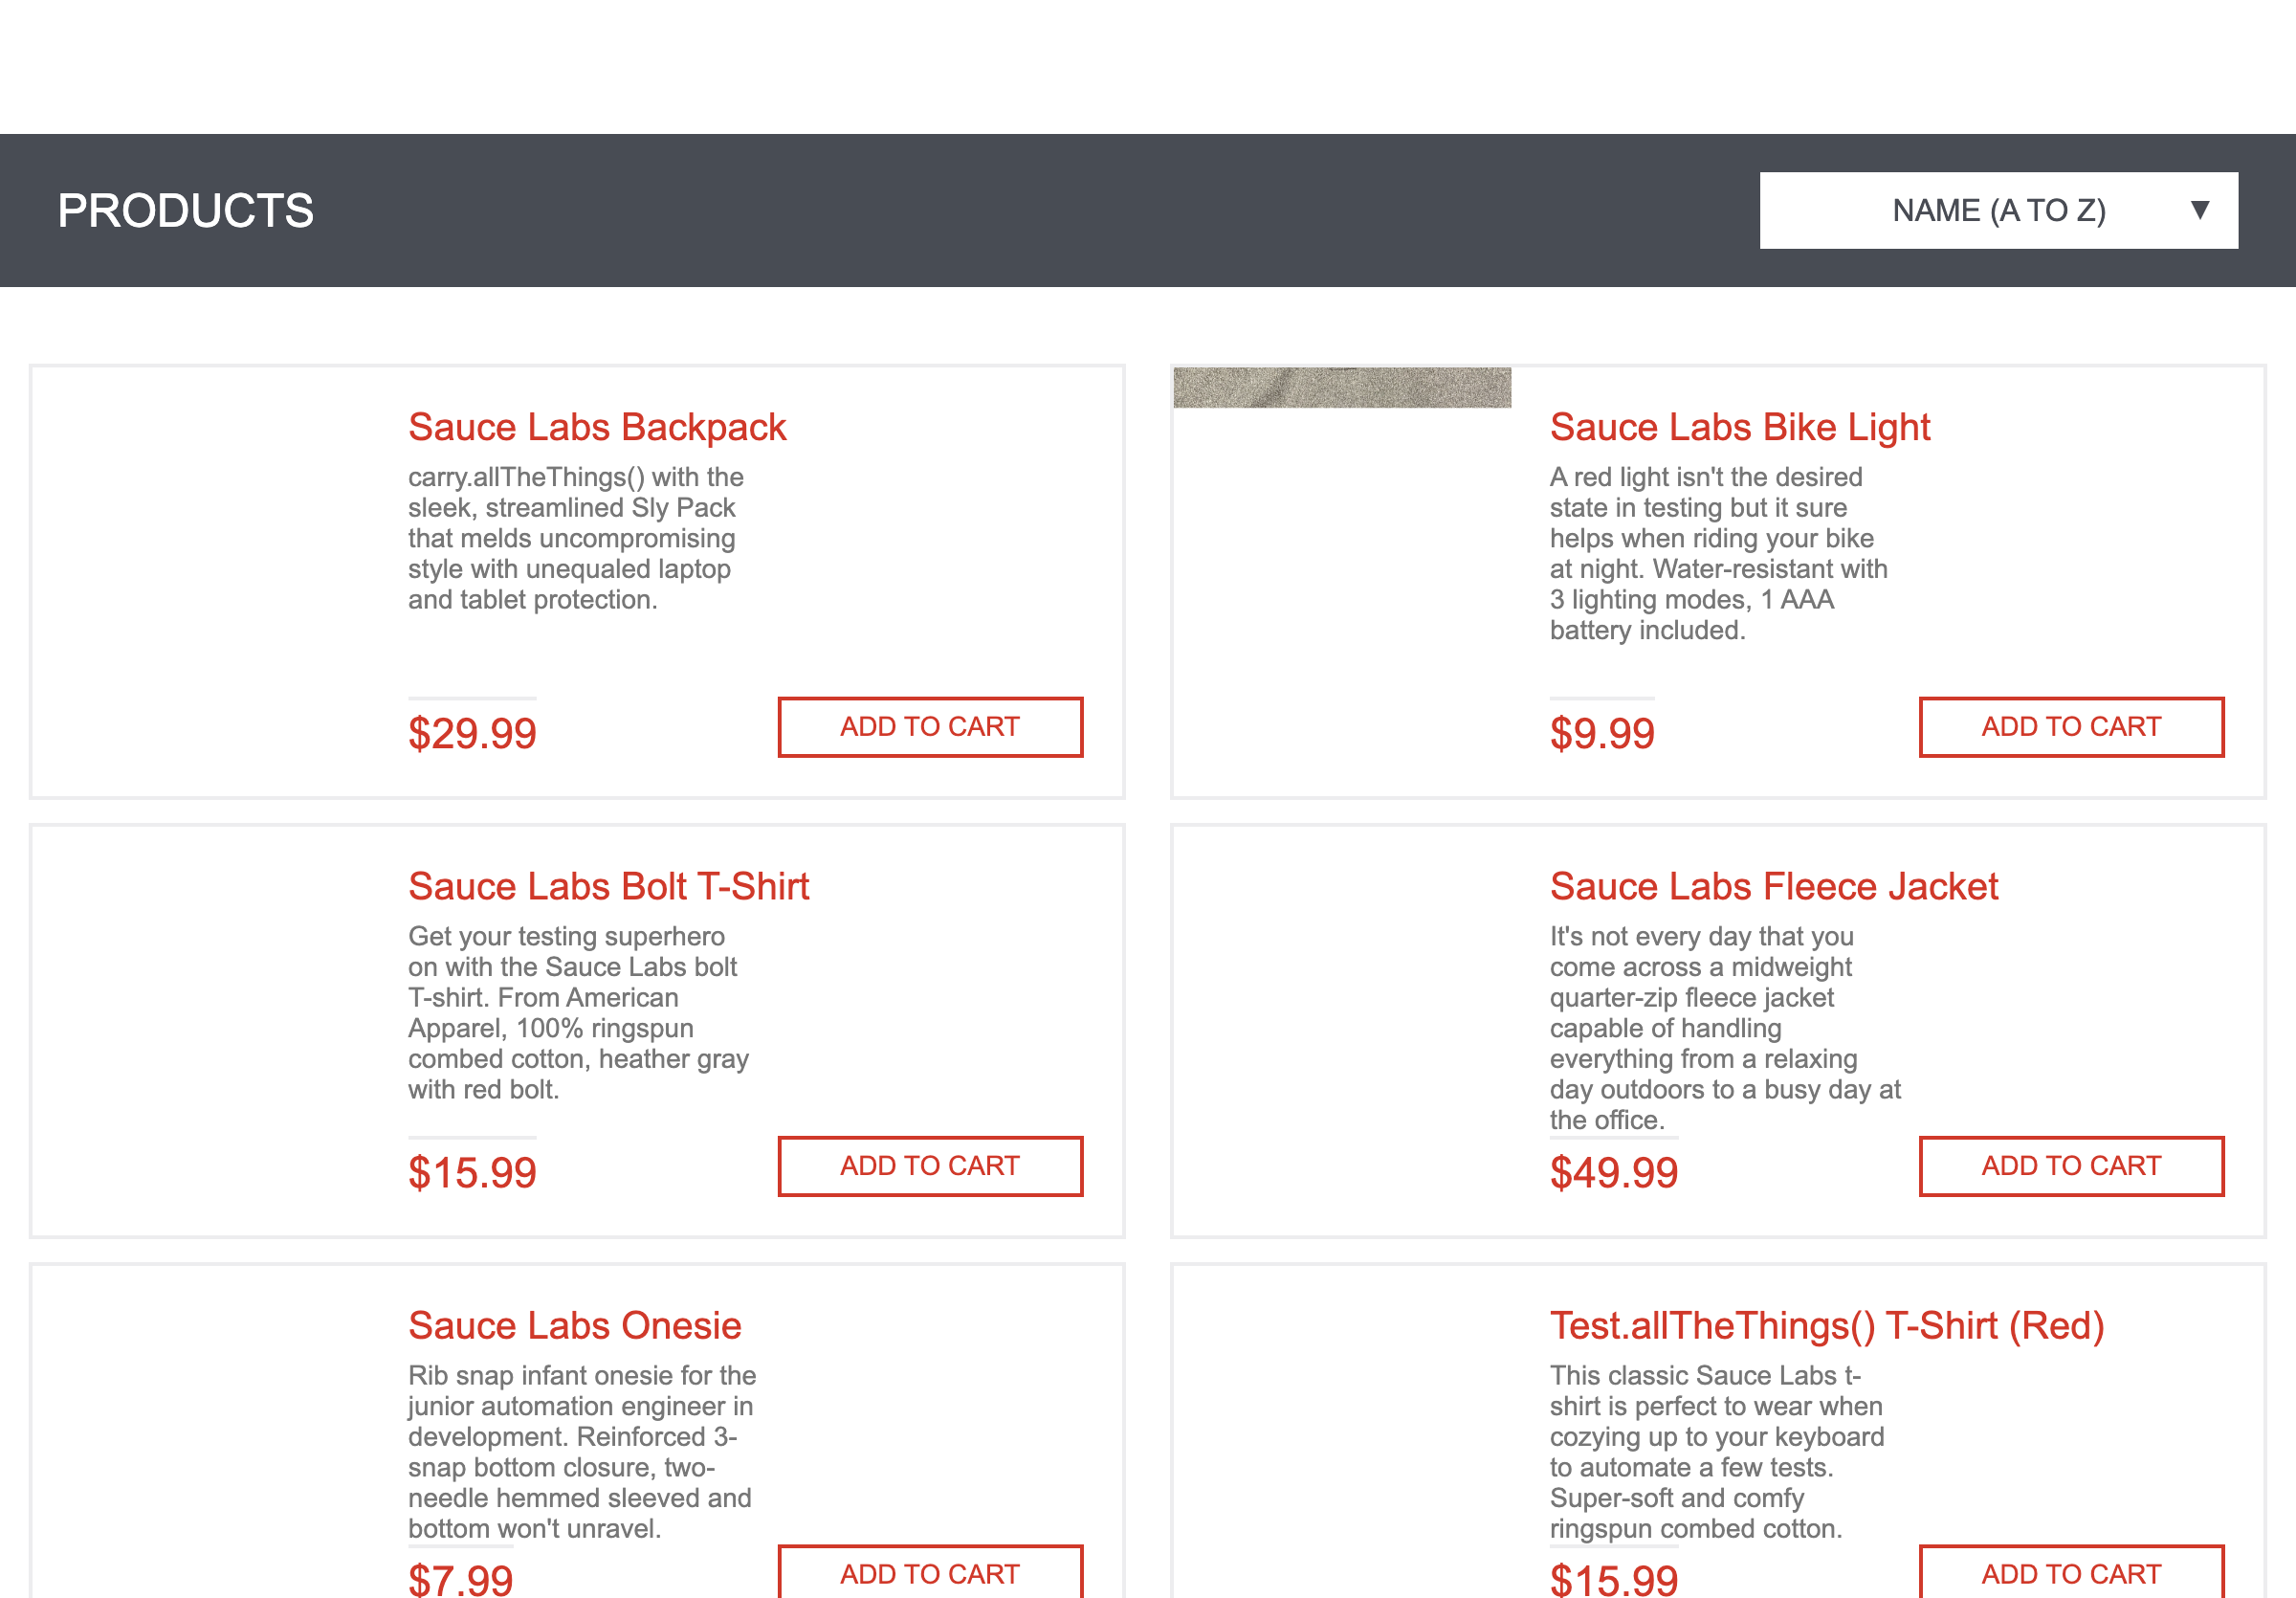 PRODUCTS
NAME (A TO Z) ▼
Sauce Labs Backpack
carry.allTheThings() with the
sleek, streamlined Sly Pack
that melds uncompromising
style with unequaled laptop
and tablet protection.
$29.99
ADD TO CART
Sauce Labs Bike Light
A red light isn't the desired
state in testing but it sure
helps when riding your bike
at night. Water-resistant with
3 lighting modes, 1 AAA
battery included.
$9.99
ADD TO CART
Sauce Labs Bolt T-Shirt
Get your testing superhero
on with the Sauce Labs bolt
T-shirt. From American
Apparel, 100% ringspun
combed cotton, heather gray
with red bolt.
$15.99
ADD TO CART
Sauce Labs Fleece Jacket
It's not every day that you
come across a midweight
quarter-zip fleece jacket
capable of handling
everything from a relaxing
day outdoors to a busy day at
the office.
$49.99
ADD TO CART
Sauce Labs Onesie
Rib snap infant onesie for the
junior automation engineer in
development. Reinforced 3-
snap bottom closure, two-
needle hemmed sleeved and
bottom won't unravel.
$7.99
ADD TO CART
Test.allTheThings() T-Shirt (Red)
This classic Sauce Labs t-
shirt is perfect to wear when
cozying up to your keyboard
to automate a few tests.
Super-soft and comfy
ringspun combed cotton.
$15.99
ADD TO CART